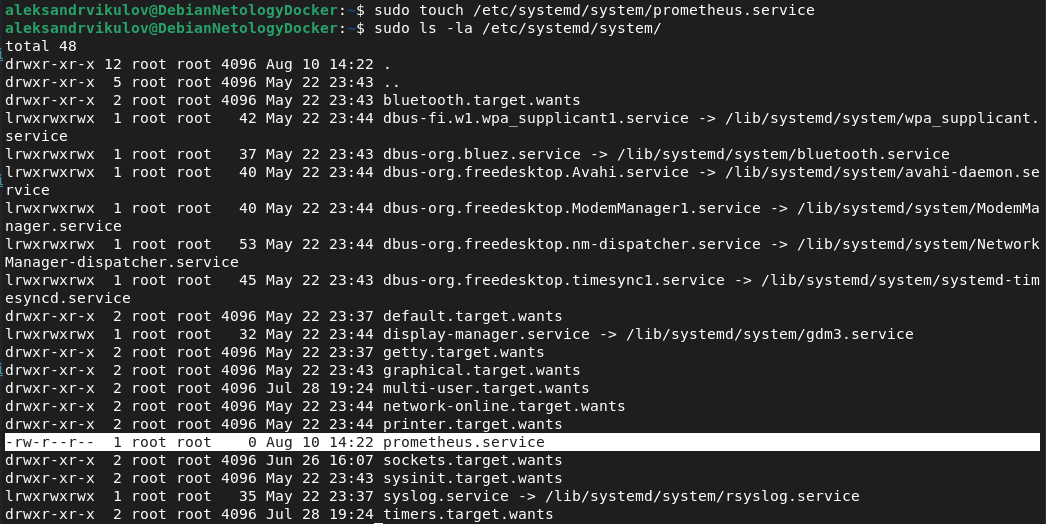 aleksandrvikulov@DebianNetologyDocker:~$ sudo touch /etc/systemd/system/prometheus.service
aleksandrvikulov@DebianNetologyDocker:~$ sudo ls -la /etc/systemd/system/
total 48
drwxr-xr-x 12 root root 4096 Aug 10 14:22 .
drwxr-xr-x  5 root root 4096 May 22 23:43 ..
drwxr-xr-x  2 root root 4096 May 22 23:43 bluetooth.target.wants
lrwxrwxrwx  1 root root   42 May 22 23:44 dbus-fi.w1.wpa_supplicant1.service -> /lib/systemd/system/wpa_supplicant.
service
lrwxrwxrwx  1 root root   37 May 22 23:43 dbus-org.bluez.service -> /lib/systemd/system/bluetooth.service
lrwxrwxrwx  1 root root   40 May 22 23:44 dbus-org.freedesktop.Avahi.service -> /lib/systemd/system/avahi-daemon.se
rvice
lrwxrwxrwx  1 root root   40 May 22 23:44 dbus-org.freedesktop.ModemManager1.service -> /lib/systemd/system/ModemMa
nager.service
lrwxrwxrwx  1 root root   53 May 22 23:44 dbus-org.freedesktop.nm-dispatcher.service -> /lib/systemd/system/Network
Manager-dispatcher.service
lrwxrwxrwx  1 root root   45 May 22 23:44 dbus-org.freedesktop.timesync1.service -> /lib/systemd/system/systemd-tim
esyncd.service
drwxr-xr-x  2 root root 4096 May 22 23:37 default.target.wants
lrwxrwxrwx  1 root root   32 May 22 23:44 display-manager.service -> /lib/systemd/system/gdm3.service
drwxr-xr-x  2 root root 4096 May 22 23:37 getty.target.wants
drwxr-xr-x  2 root root 4096 May 22 23:43 graphical.target.wants
drwxr-xr-x  2 root root 4096 Jul 28 19:24 multi-user.target.wants
drwxr-xr-x  2 root root 4096 May 22 23:44 network-online.target.wants
drwxr-xr-x  2 root root 4096 May 22 23:44 printer.target.wants
-rw-r--r--  1 root root    0 Aug 10 14:22 prometheus.service
drwxr-xr-x  2 root root 4096 Jun 26 16:07 sockets.target.wants
drwxr-xr-x  2 root root 4096 May 22 23:43 sysinit.target.wants
lrwxrwxrwx  1 root root   35 May 22 23:37 syslog.service -> /lib/systemd/system/rsyslog.service
drwxr-xr-x  2 root root 4096 Jul 28 19:24 timers.target.wants